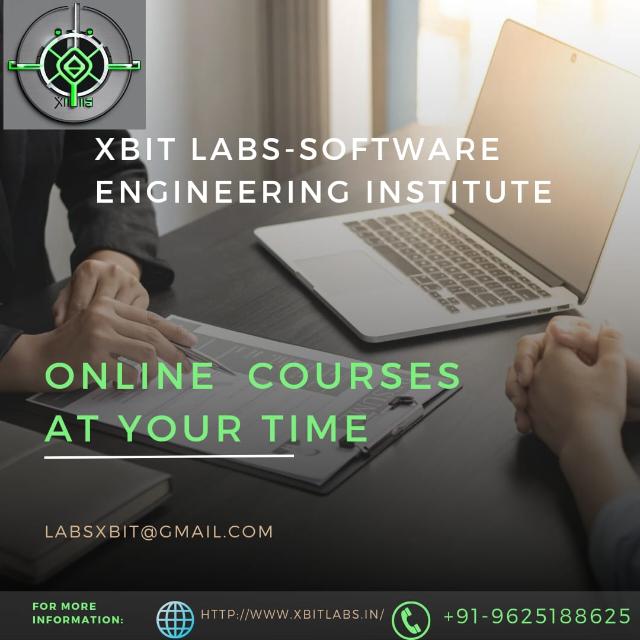 XBIT LABS-SOFTWARE
ENGINEERING INSTITUTE
ONLINE COURSES
AT YOUR TIME
LABSXBIT@GMAIL.COM
FOR MORE
INFORMATION:
HTTP://WWW.XBITLABS.IN/
+91-9625188625